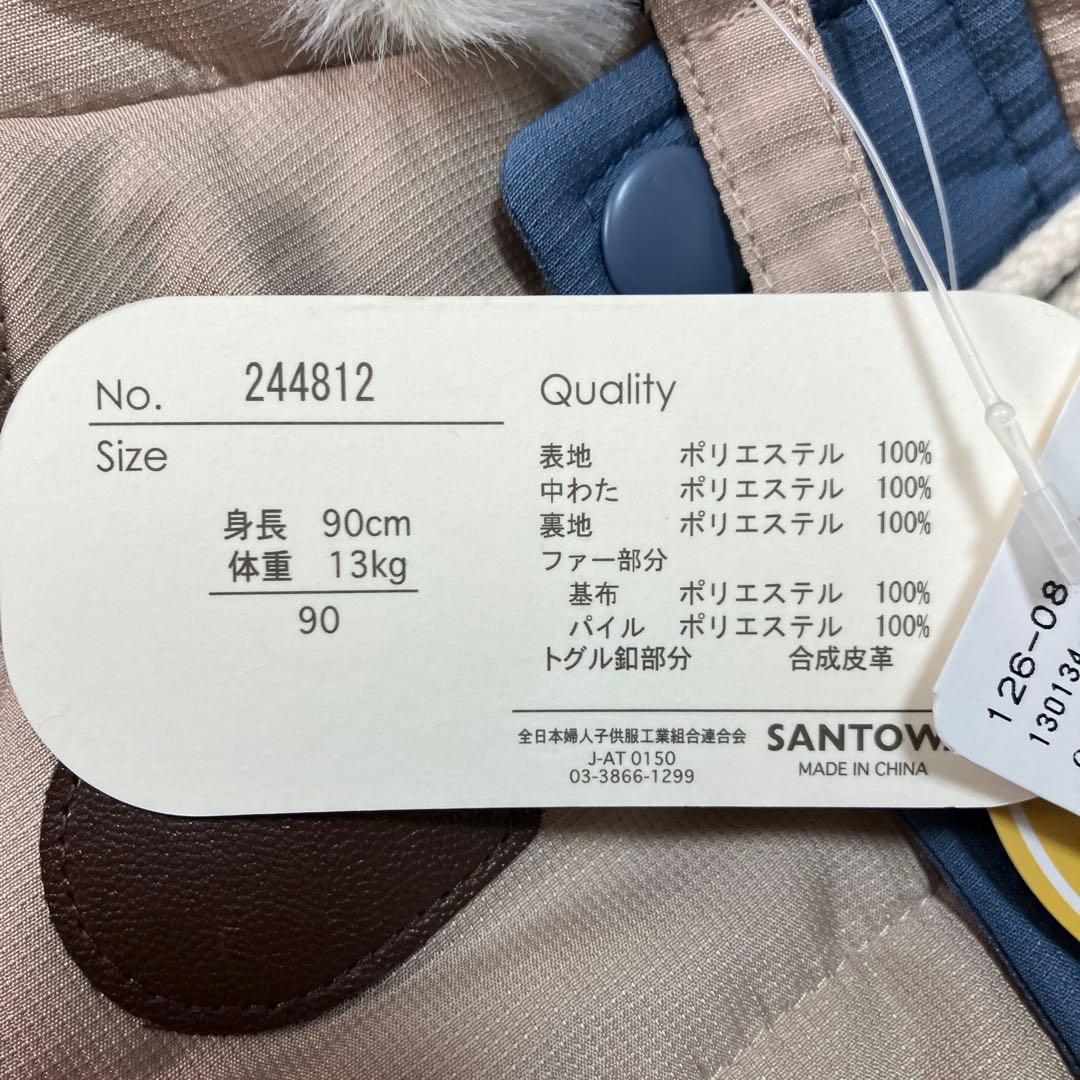 No. 244812
Size
身長 90cm
体重 13kg
90
Quality
表地 ポリエステル 100%
中わた ポリエステル 100%
裏地 ポリエステル 100%
ファー部分
基布 ポリエステル 100%
パイル ポリエステル 100%
トグル釦部分 合成皮革
全日本婦人子供服工業組合連合会
J-AT 0150
03-3866-1299
SANTOW
MADE IN CHINA
126-08
130134